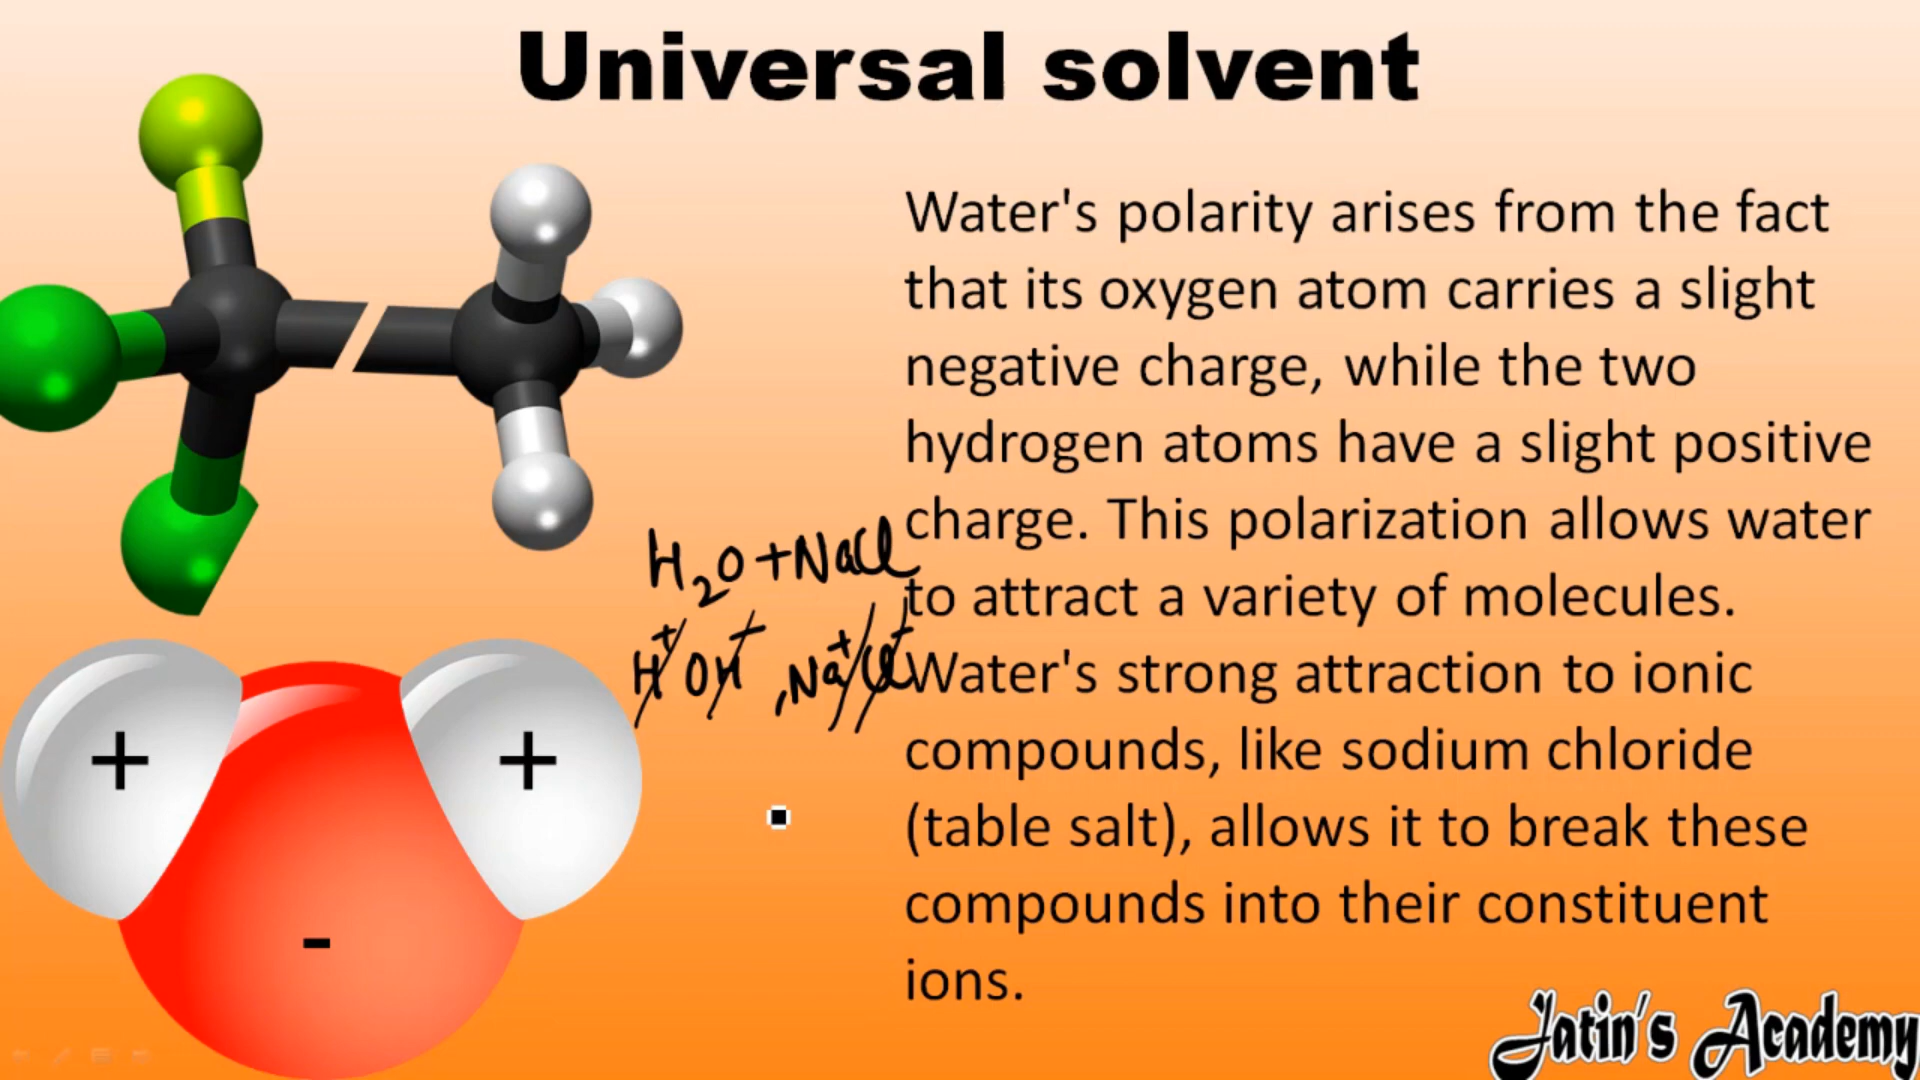 Universal solvent
Water's polarity arises from the fact
that its oxygen atom carries a slight
negative charge, while the two
hydrogen atoms have a slight positive
charge. This polarization allows water
to attract a variety of molecules.
Water's strong attraction to ionic
compounds, like sodium chloride
(table salt), allows it to break these
compounds into their constituent
ions.
H₂O + NaCl
H⁺ OH⁻, Na⁺ Cl⁻
+ +
-
Jatin's Academy